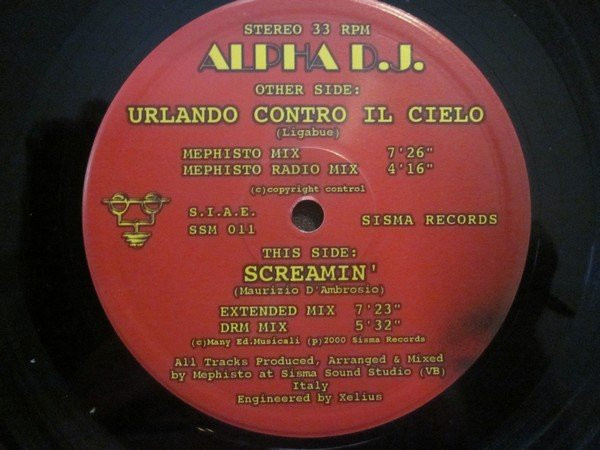 STEREO 33 RPM
ALPHA D.J.
OTHER SIDE:
URLANDO CONTRO IL CIELO
(Ligabue)
MEPHISTO MIX 7'26"
MEPHISTO RADIO MIX 4'16"
(c)copyright control
S.I.A.E.
SSM 011
SISMA RECORDS
THIS SIDE:
SCREAMIN'
(Maurizio D'Ambrosio)
EXTENDED MIX 7'23"
DRM MIX 5'32"
(c)Many Ed.Musicali (p)2000 Sisma Records
All Tracks Produced, Arranged & Mixed
by Mephisto at Sisma Sound Studio (VB)
Italy
Engineered by Xelius